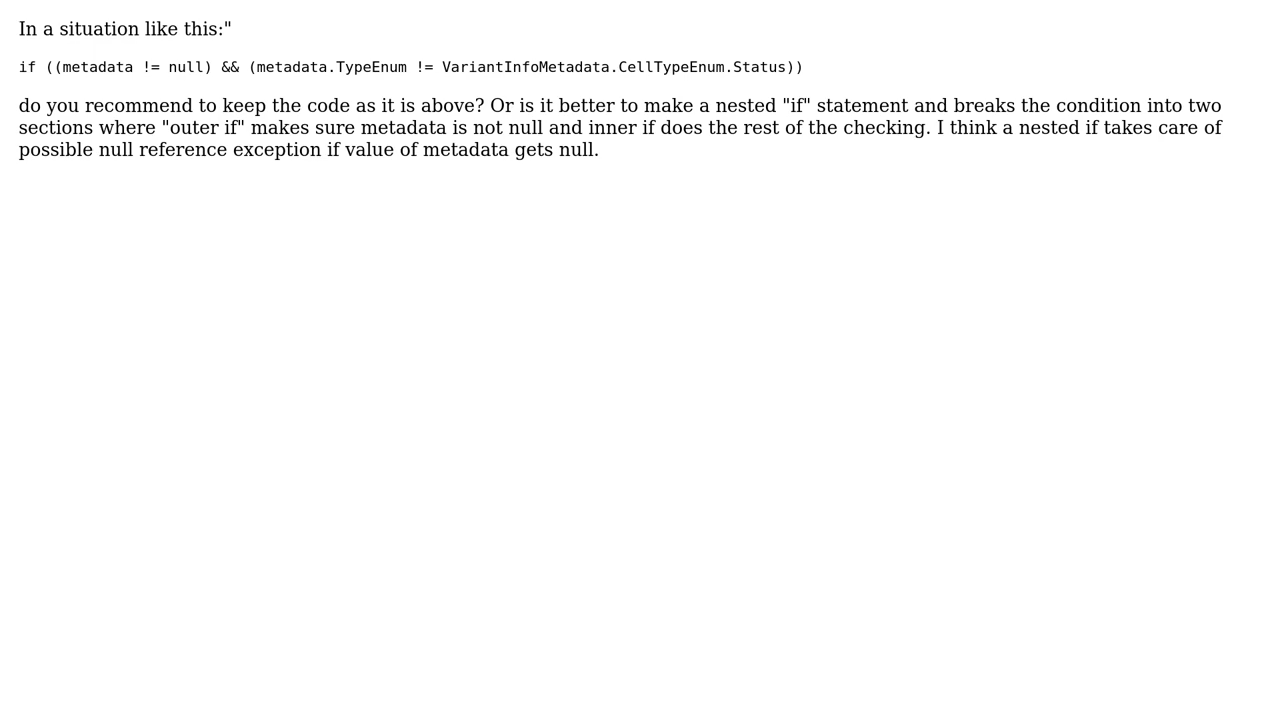 In a situation like this:"
if ((metadata != null) && (metadata.TypeEnum != VariantInfoMetadata.CellTypeEnum.Status))
do you recommend to keep the code as it is above? Or is it better to make a nested "if" statement and breaks the condition into two
sections where "outer if" makes sure metadata is not null and inner if does the rest of the checking. I think a nested if takes care of
possible null reference exception if value of metadata gets null.